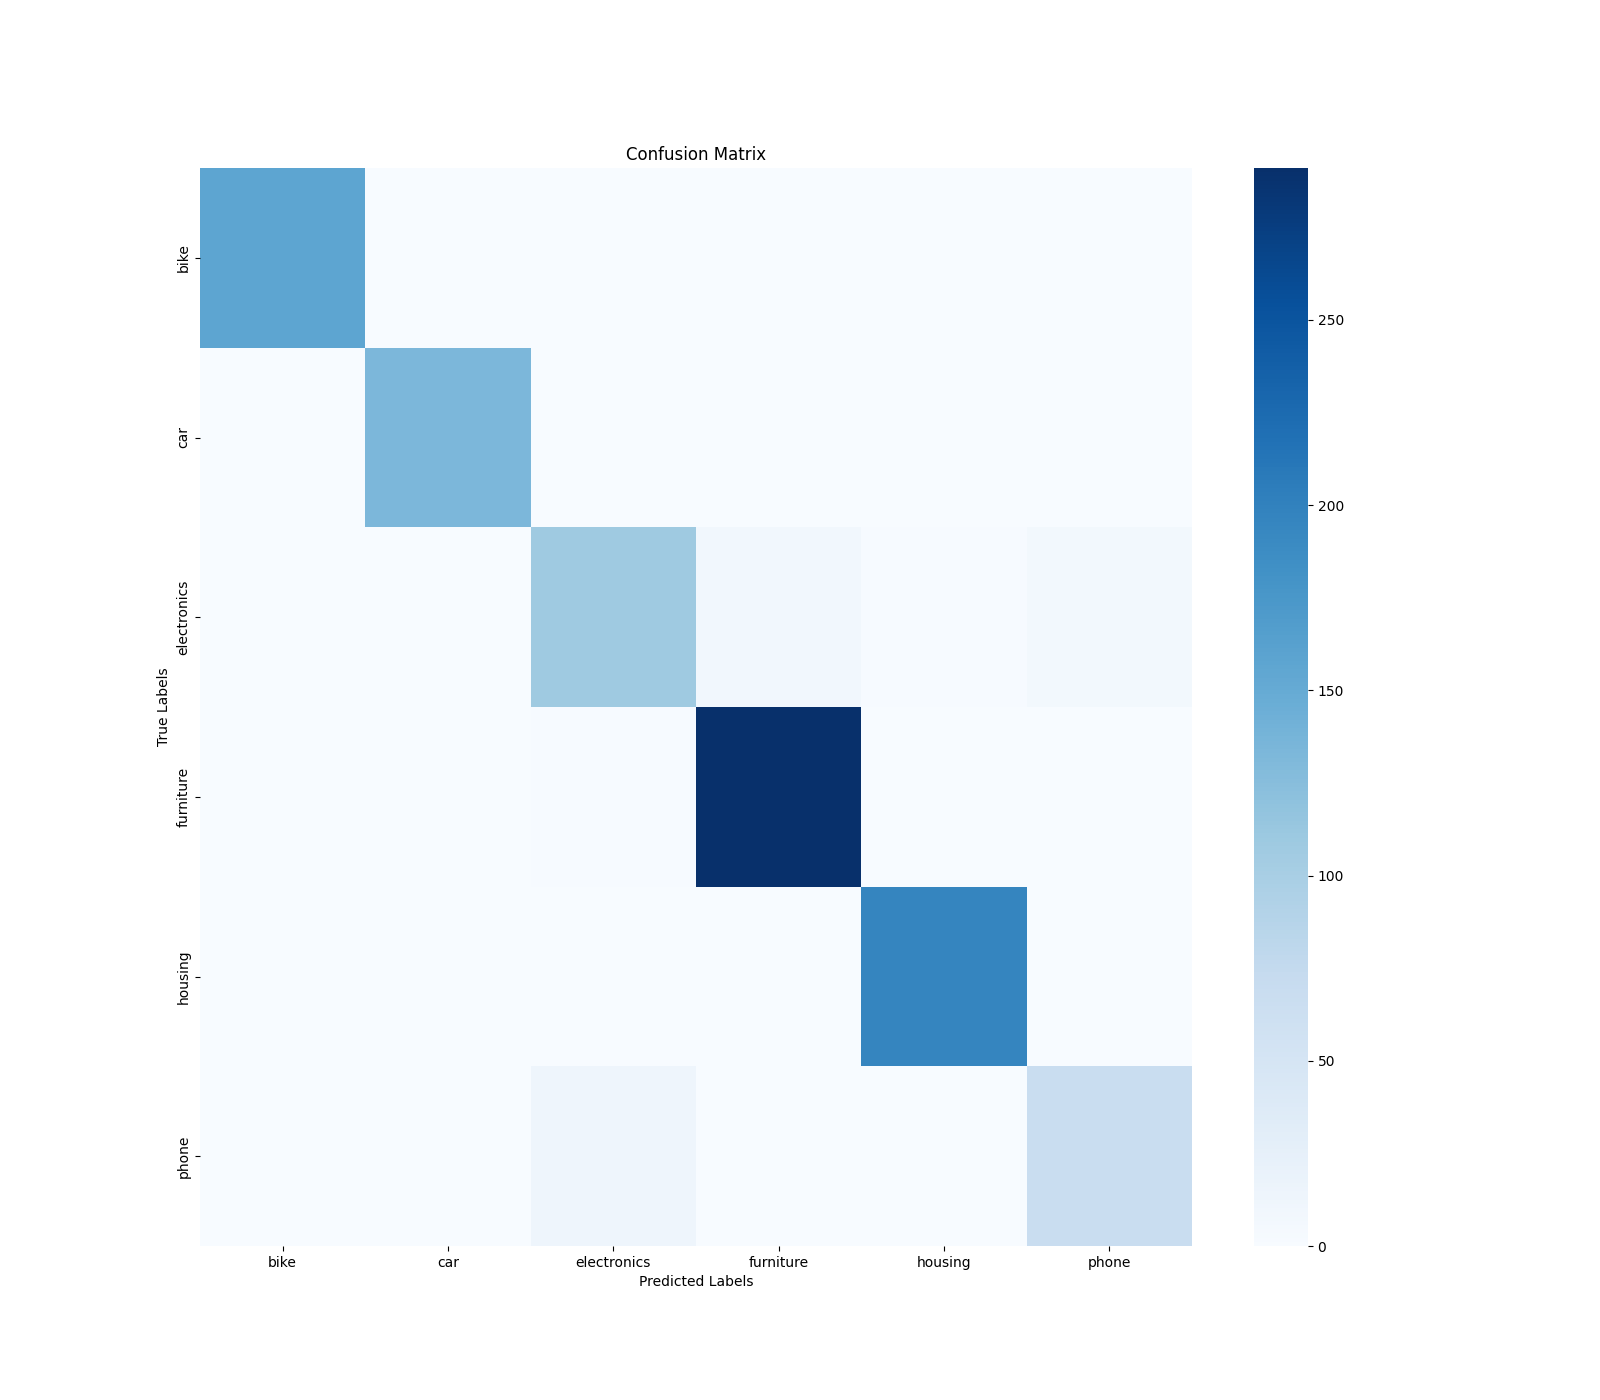 Confusion Matrix
bike
car
electronics
furniture
housing
phone
True Labels
bike car electronics furniture housing phone
Predicted Labels
250
200
150
100
50
0